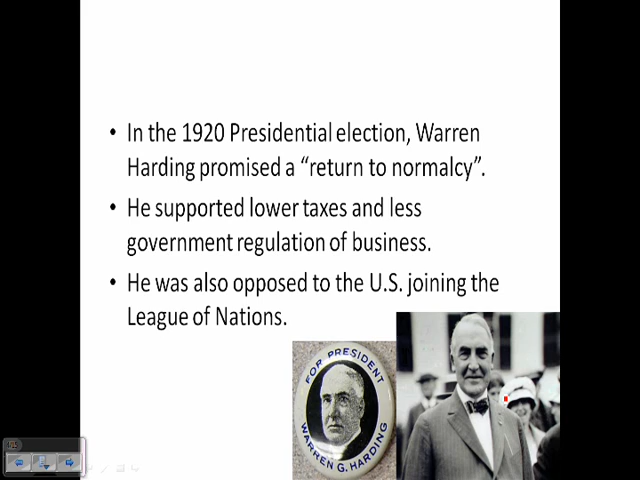 • In the 1920 Presidential election, Warren
Harding promised a “return to normalcy”.
• He supported lower taxes and less
government regulation of business.
• He was also opposed to the U.S. joining the
League of Nations.
FOR PRESIDENT
WARREN G. HARDING